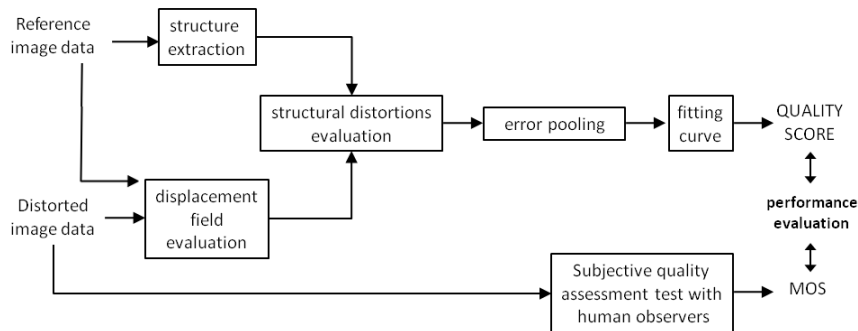 Reference
image data
structure
extraction
structural distortions
evaluation
error pooling
fitting
curve
QUALITY
SCORE
Distorted
image data
displacement
field
evaluation
performance
evaluation
Subjective quality
assessment test with
human observers
MOS